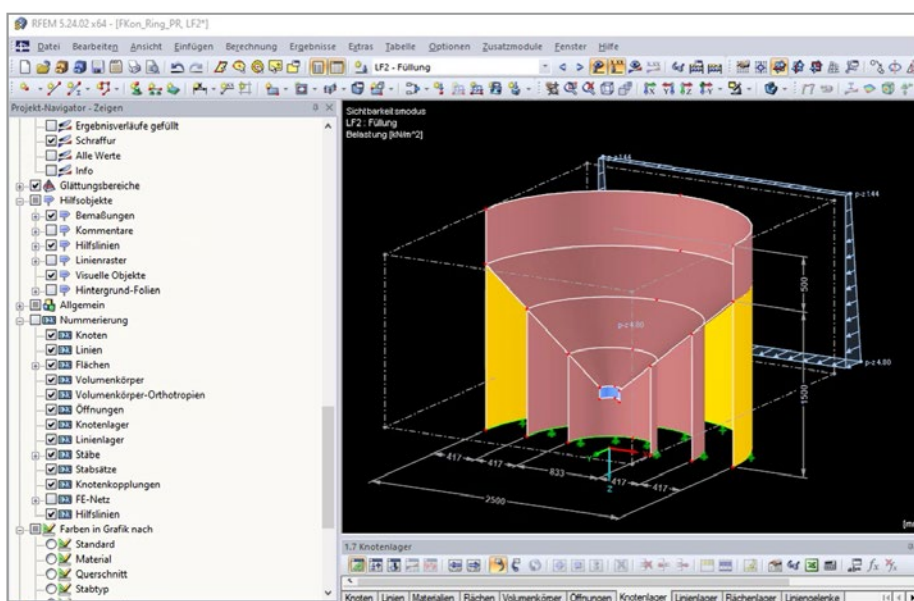 RFEM 5.24.02 x64 - [FKon_Ring_PR, LF2*]
Datei Bearbeiten Ansicht Einfügen Berechnung Ergebnisse Extras Tabelle Optionen Zusatzmodule Fenster Hilfe
LF2 - Füllung
Projekt-Navigator - Zeigen
Ergebnisverläufe gefüllt
Schraffur
Alle Werte
Info
Glättungsbereiche
Hilfsobjekte
Bemaßungen
Kommentare
Hilfslinien
Linienraster
Visuelle Objekte
Hintergrund-Folien
Allgemein
Nummerierung
Knoten
Linien
Flächen
Volumenkörper
Volumenkörper-Orthotropien
Öffnungen
Knotenlager
Linienlager
Stäbe
Stabsätze
Knotenkopplungen
FE-Netz
Hilfslinien
Farben in Grafik nach
Standard
Material
Querschnitt
Stabtyp
Sichtbarkeitsmodus
LF2 : Füllung
Belastung [kN/m^2]
p-z 1.44
p-z 1.44
p-z 4.80
p-z 4.80
500
1500
417
417
833
417
417
2500
Z
1.7 Knotenlager
Knoten Linien Materialien Flächen Volumenkörper Öffnungen Knotenlager Linienlager Flächenlager Liniengelenke